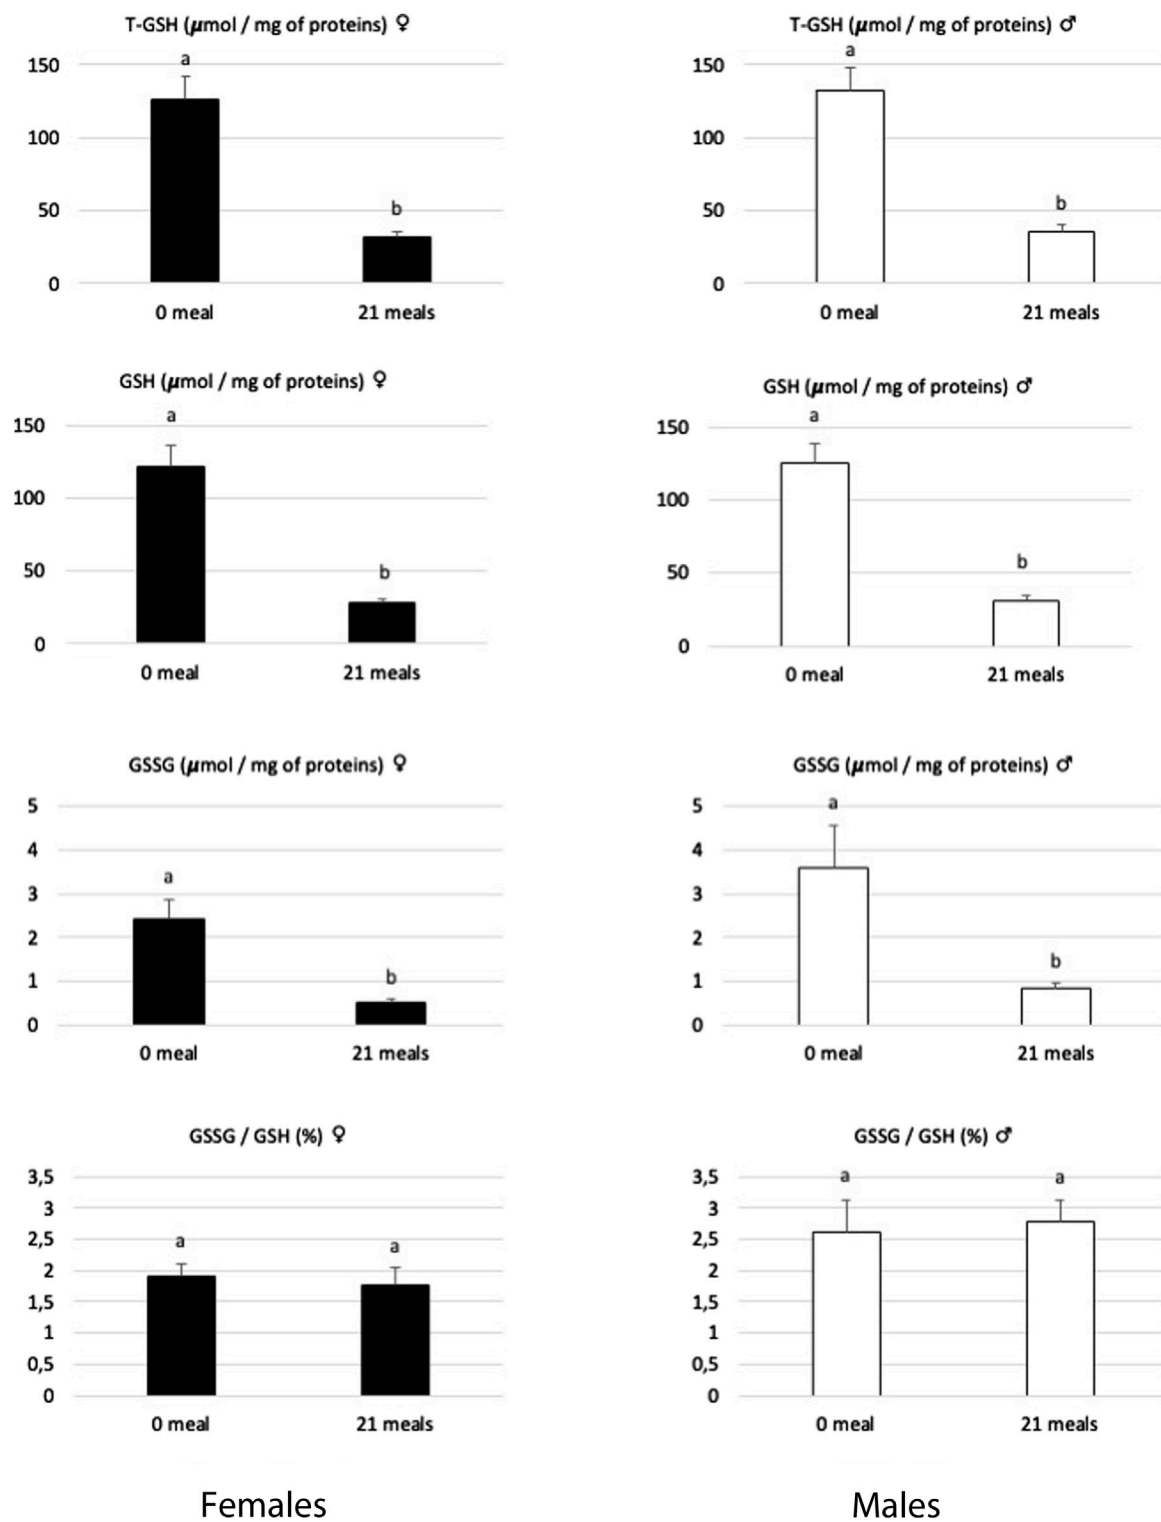 T-GSH (µmol / mg of proteins) ♀
150
100
50
0
a
b
0 meal
21 meals
T-GSH (µmol / mg of proteins) ♂
150
100
50
0
a
b
0 meal
21 meals
GSH (µmol / mg of proteins) ♀
150
100
50
0
a
b
0 meal
21 meals
GSH (µmol / mg of proteins) ♂
150
100
50
0
a
b
0 meal
21 meals
GSSG (µmol / mg of proteins) ♀
5
4
3
2
1
0
a
b
0 meal
21 meals
GSSG (µmol / mg of proteins) ♂
5
4
3
2
1
0
a
b
0 meal
21 meals
GSSG / GSH (%) ♀
3,5
3
2,5
2
1,5
1
0,5
0
a
a
0 meal
21 meals
GSSG / GSH (%) ♂
3,5
3
2,5
2
1,5
1
0,5
0
a
a
0 meal
21 meals
Females
Males